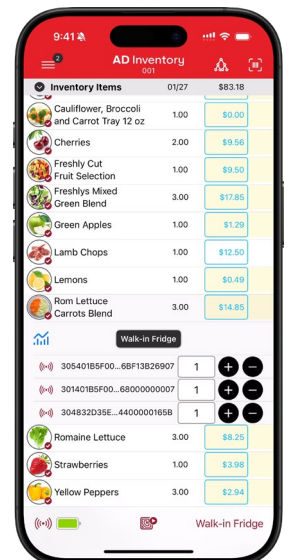 9:41
2
AD Inventory
001
Inventory Items 01/27 $83.18
Cauliflower, Broccoli
and Carrot Tray 12 oz 1.00 $0.00
Cherries 2.00 $9.56
Freshly Cut
Fruit Selection 1.00 $9.50
Freshlys Mixed
Green Blend 3.00 $17.85
Green Apples 1.00 $1.29
Lamb Chops 1.00 $12.50
Lemons 1.00 $0.49
Rom Lettuce
Carrots Blend 3.00 $14.85
Walk-in Fridge
305401B5F00...6BF13B26907 1
301401B5F00...68000000007 1
304832D35E...4400000165B 1
Romaine Lettuce 3.00 $8.25
Strawberries 1.00 $3.98
Yellow Peppers 3.00 $2.94
Walk-in Fridge